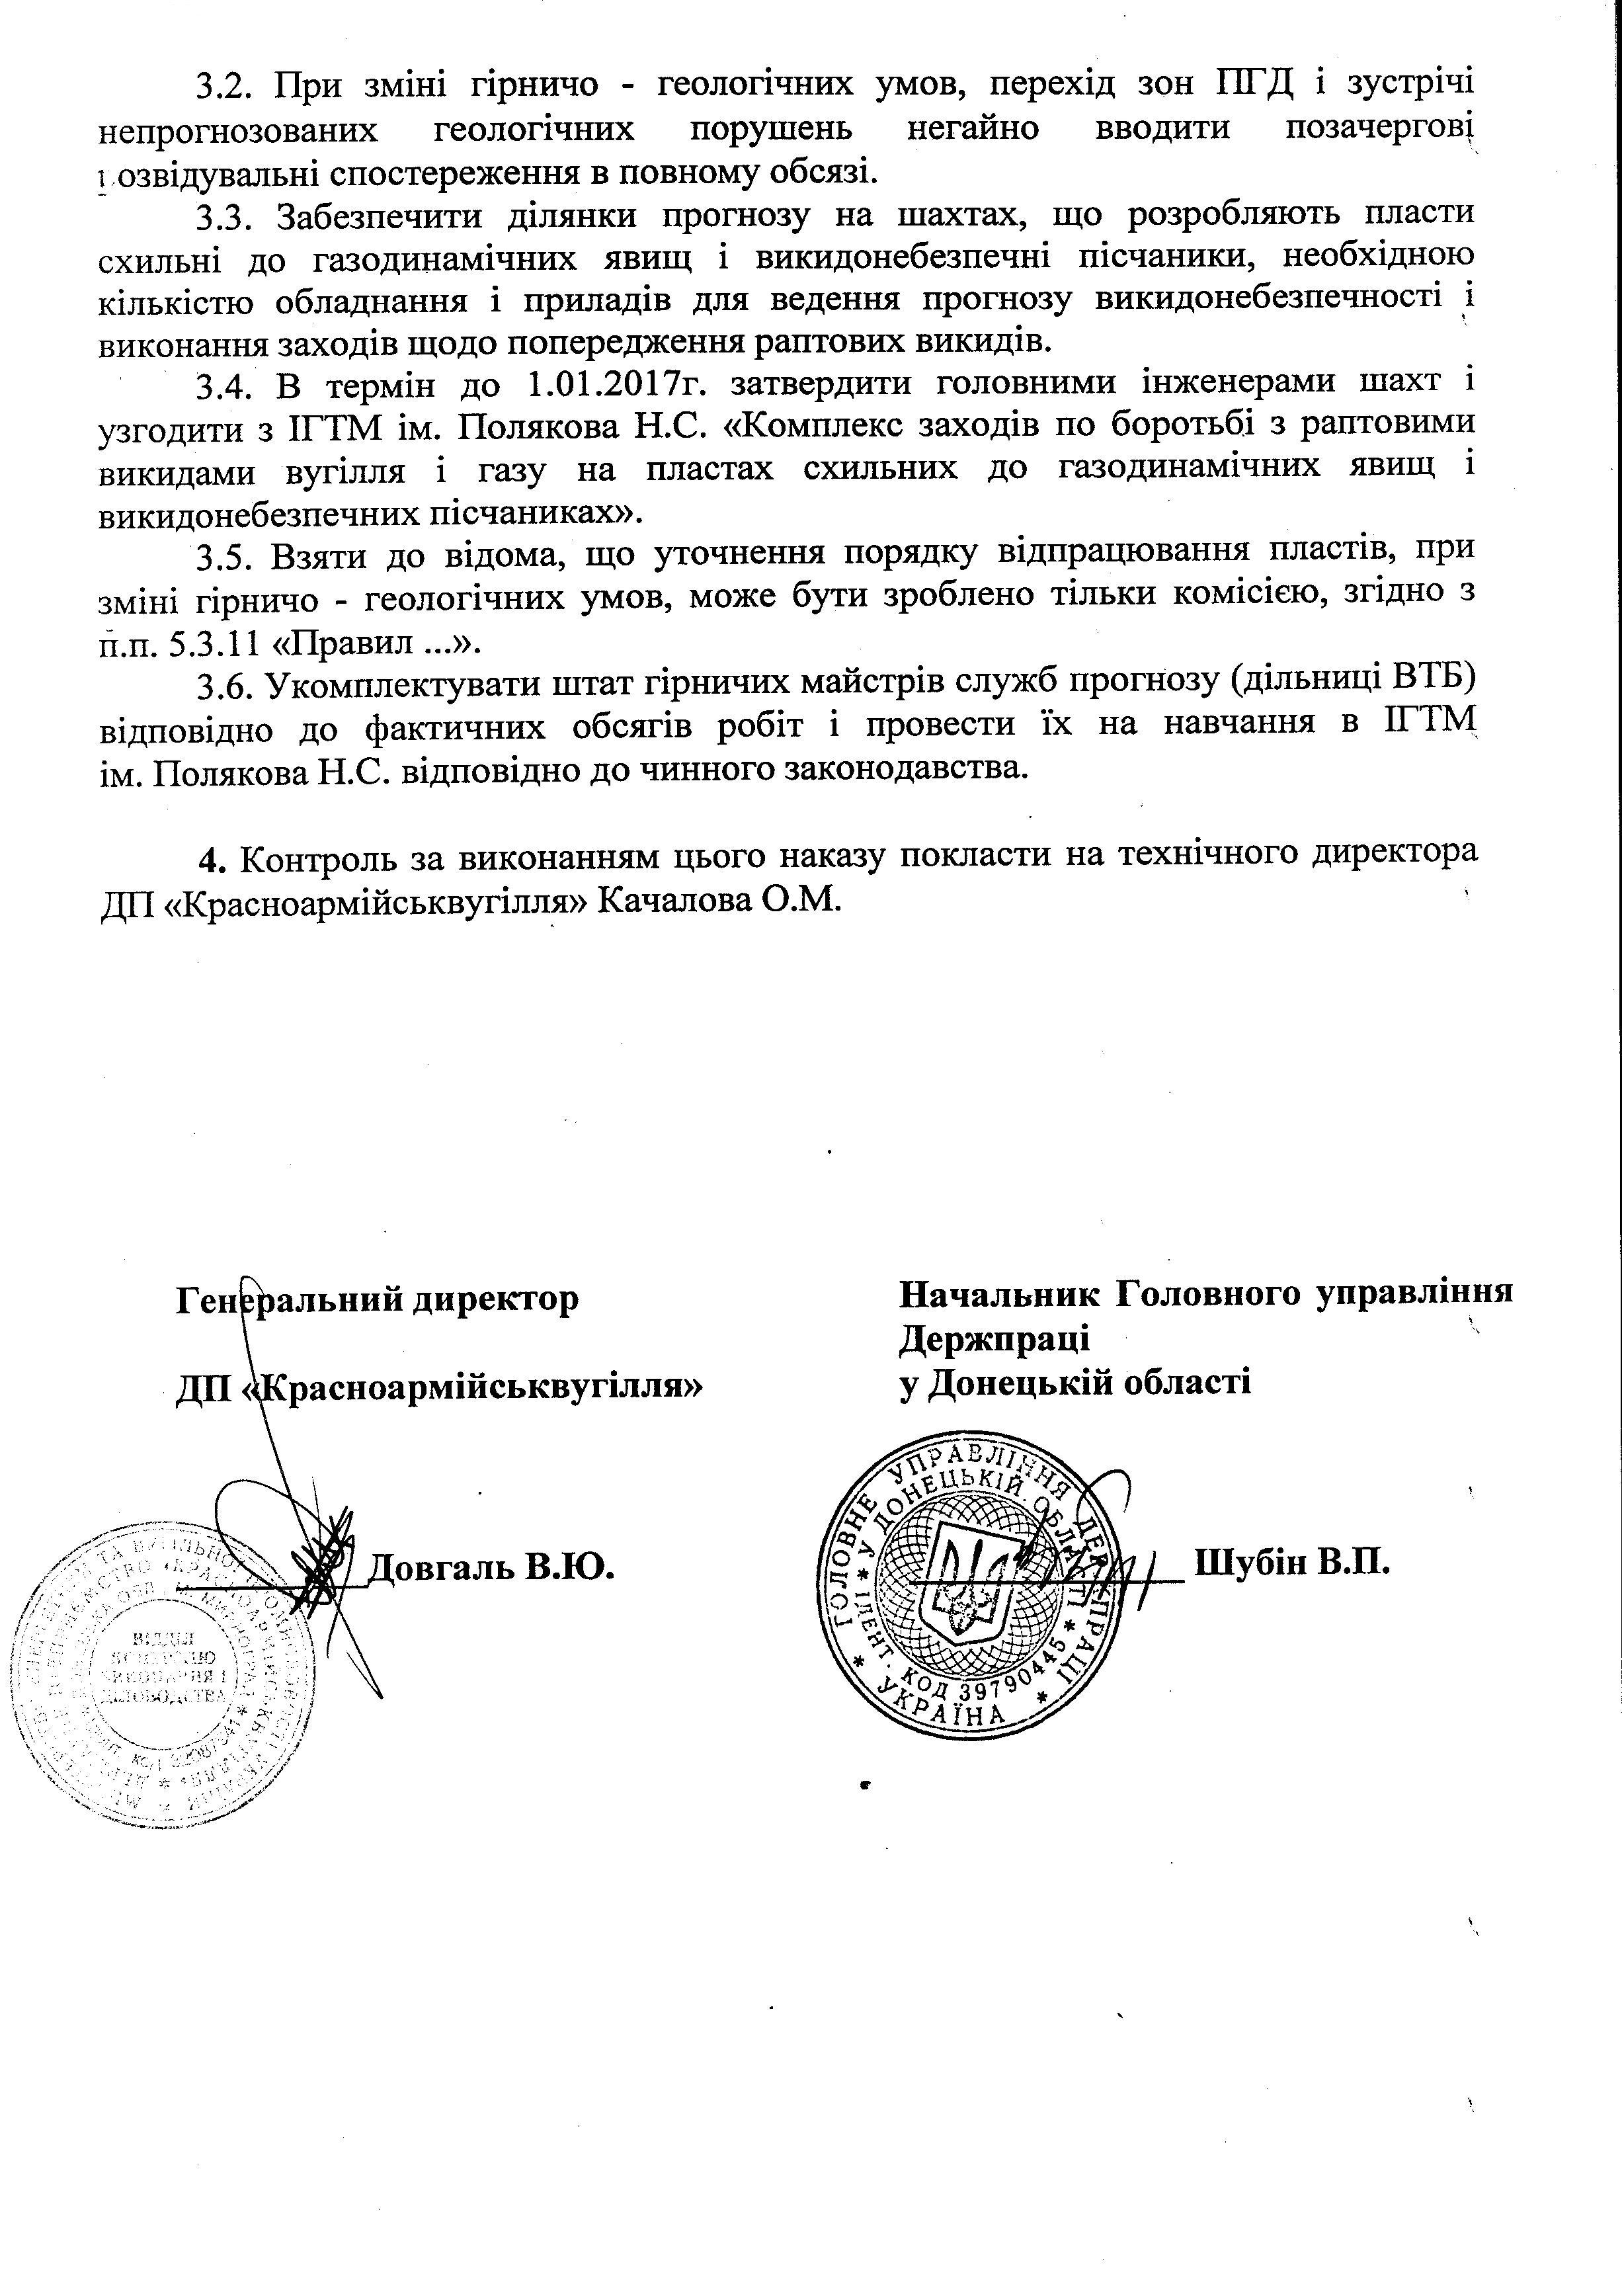 3.2. При зміні гірничо - геологічних умов, перехід зон ПГД і зустрічі
непрогнозованих геологічних порушень негайно вводити позачергові
розвідувальні спостереження в повному обсязі.
3.3. Забезпечити ділянки прогнозу на шахтах, що розробляють пласти
схильні до газодинамічних явищ і викидонебезпечні пісчаники, необхідною
кількістю обладнання і приладів для ведення прогнозу викидонебезпечності і
виконання заходів щодо попередження раптових викидів.
3.4. В термін до 1.01.2017г. затвердити головними інженерами шахт і
узгодити з ІГТМ ім. Полякова Н.С. «Комплекс заходів по боротьбі з раптовими
викидами вугілля і газу на пластах схильних до газодинамічних явищ і
викидонебезпечних пісчаниках».
3.5. Взяти до відома, що уточнення порядку відпрацювання пластів, при
зміні гірничо - геологічних умов, може бути зроблено тільки комісією, згідно з
п.п. 5.3.11 «Правил ...».
3.6. Укомплектувати штат гірничих майстрів служб прогнозу (дільниці ВТБ)
відповідно до фактичних обсягів робіт і провести їх на навчання в ІГТМ
ім. Полякова Н.С. відповідно до чинного законодавства.
4. Контроль за виконанням цього наказу покласти на технічного директора
ДП «Красноармійськвугілля» Качалова О.М.
Генеральний директор
ДП «Красноармійськвугілля»
Довгаль В.Ю.
ВІДДІЛ
КОНТРОЛЮ
ВИКОНАННЯ І
ДІЛОВОДСТВА
Начальник Головного управління
Держпраці
у Донецькій області
Шубін В.П.
* ГОЛОВНЕ УПРАВЛІННЯ ДЕРЖПРАЦІ *
* У ДОНЕЦЬКІЙ ОБЛАСТІ *
ІДЕНТ. КОД 39790445
УКРАЇНА